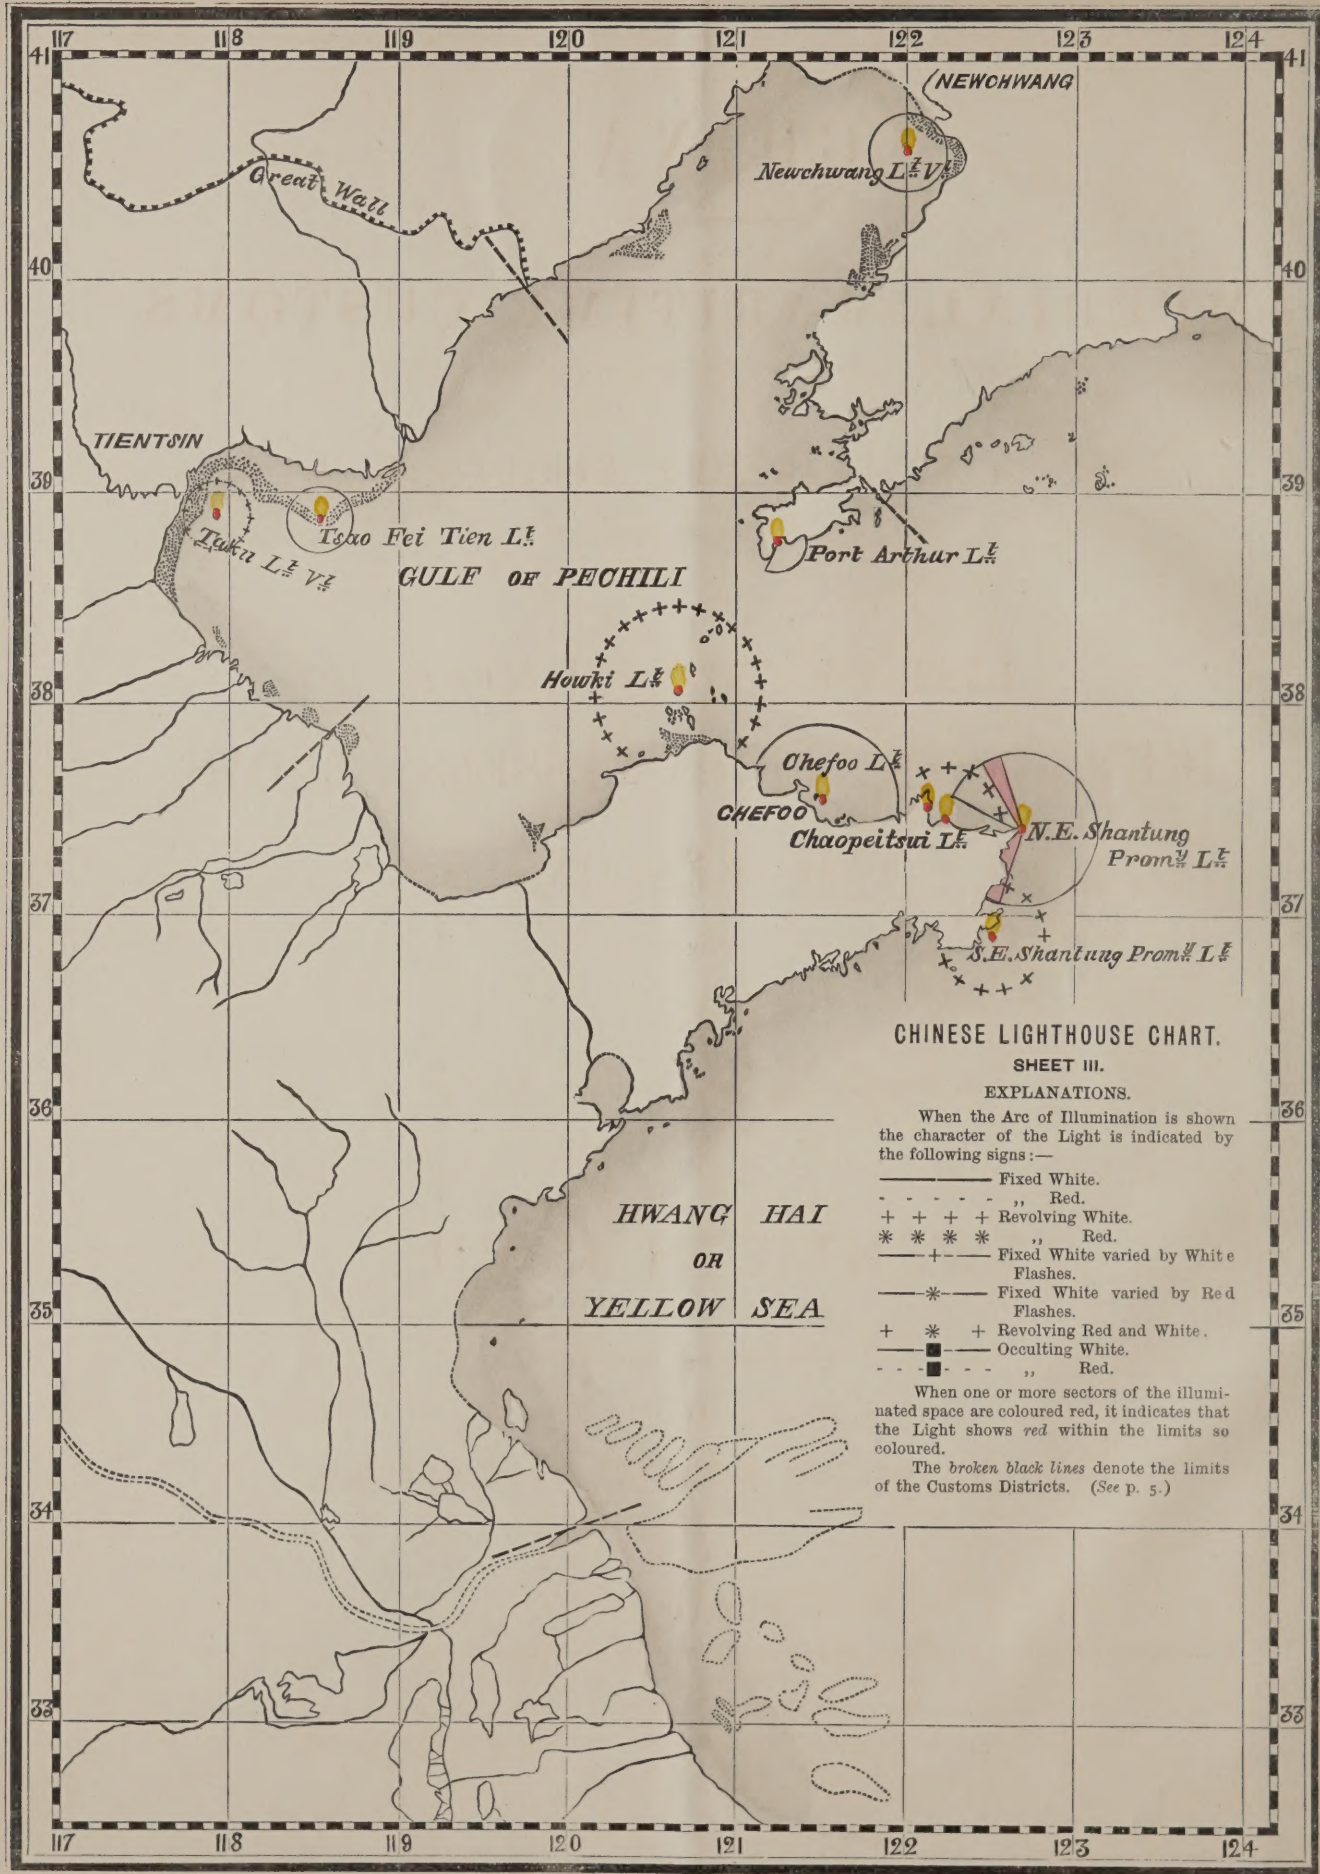 117 118 119 120 121 122 123 124
41 41
NEWCHWANG
Newchwang Lt. Vl.
Great Wall
40 40
TIENTSIN
39 39
Taku Lt. Vl.
Tsao Fei Tien Lt.
Port Arthur Lt.
GULF OF PECHILI
Howki Lt.
38 38
Chefoo Lt.
CHEFOO
Chaopeitsui Lt.
N.E. Shantung
Promy. Lt.
37 37
S.E. Shantung Promy. Lt.
CHINESE LIGHTHOUSE CHART.
SHEET III.
EXPLANATIONS.
36 36
When the Arc of Illumination is shown
the character of the Light is indicated by
the following signs :—
Fixed White.
,, Red.
+ + + + Revolving White.
* * * * ,, Red.
—+— Fixed White varied by White
Flashes.
—*— Fixed White varied by Red
Flashes.
+ * + Revolving Red and White.
—■— Occulting White.
- - -■- - - ,, Red.
When one or more sectors of the illumi-
nated space are coloured red, it indicates that
the Light shows red within the limits so
coloured.
The broken black lines denote the limits
of the Customs Districts. (See p. 5.)
HWANG HAI
OR
YELLOW SEA
35 35
34 34
33 33
117 118 119 120 121 122 123 124